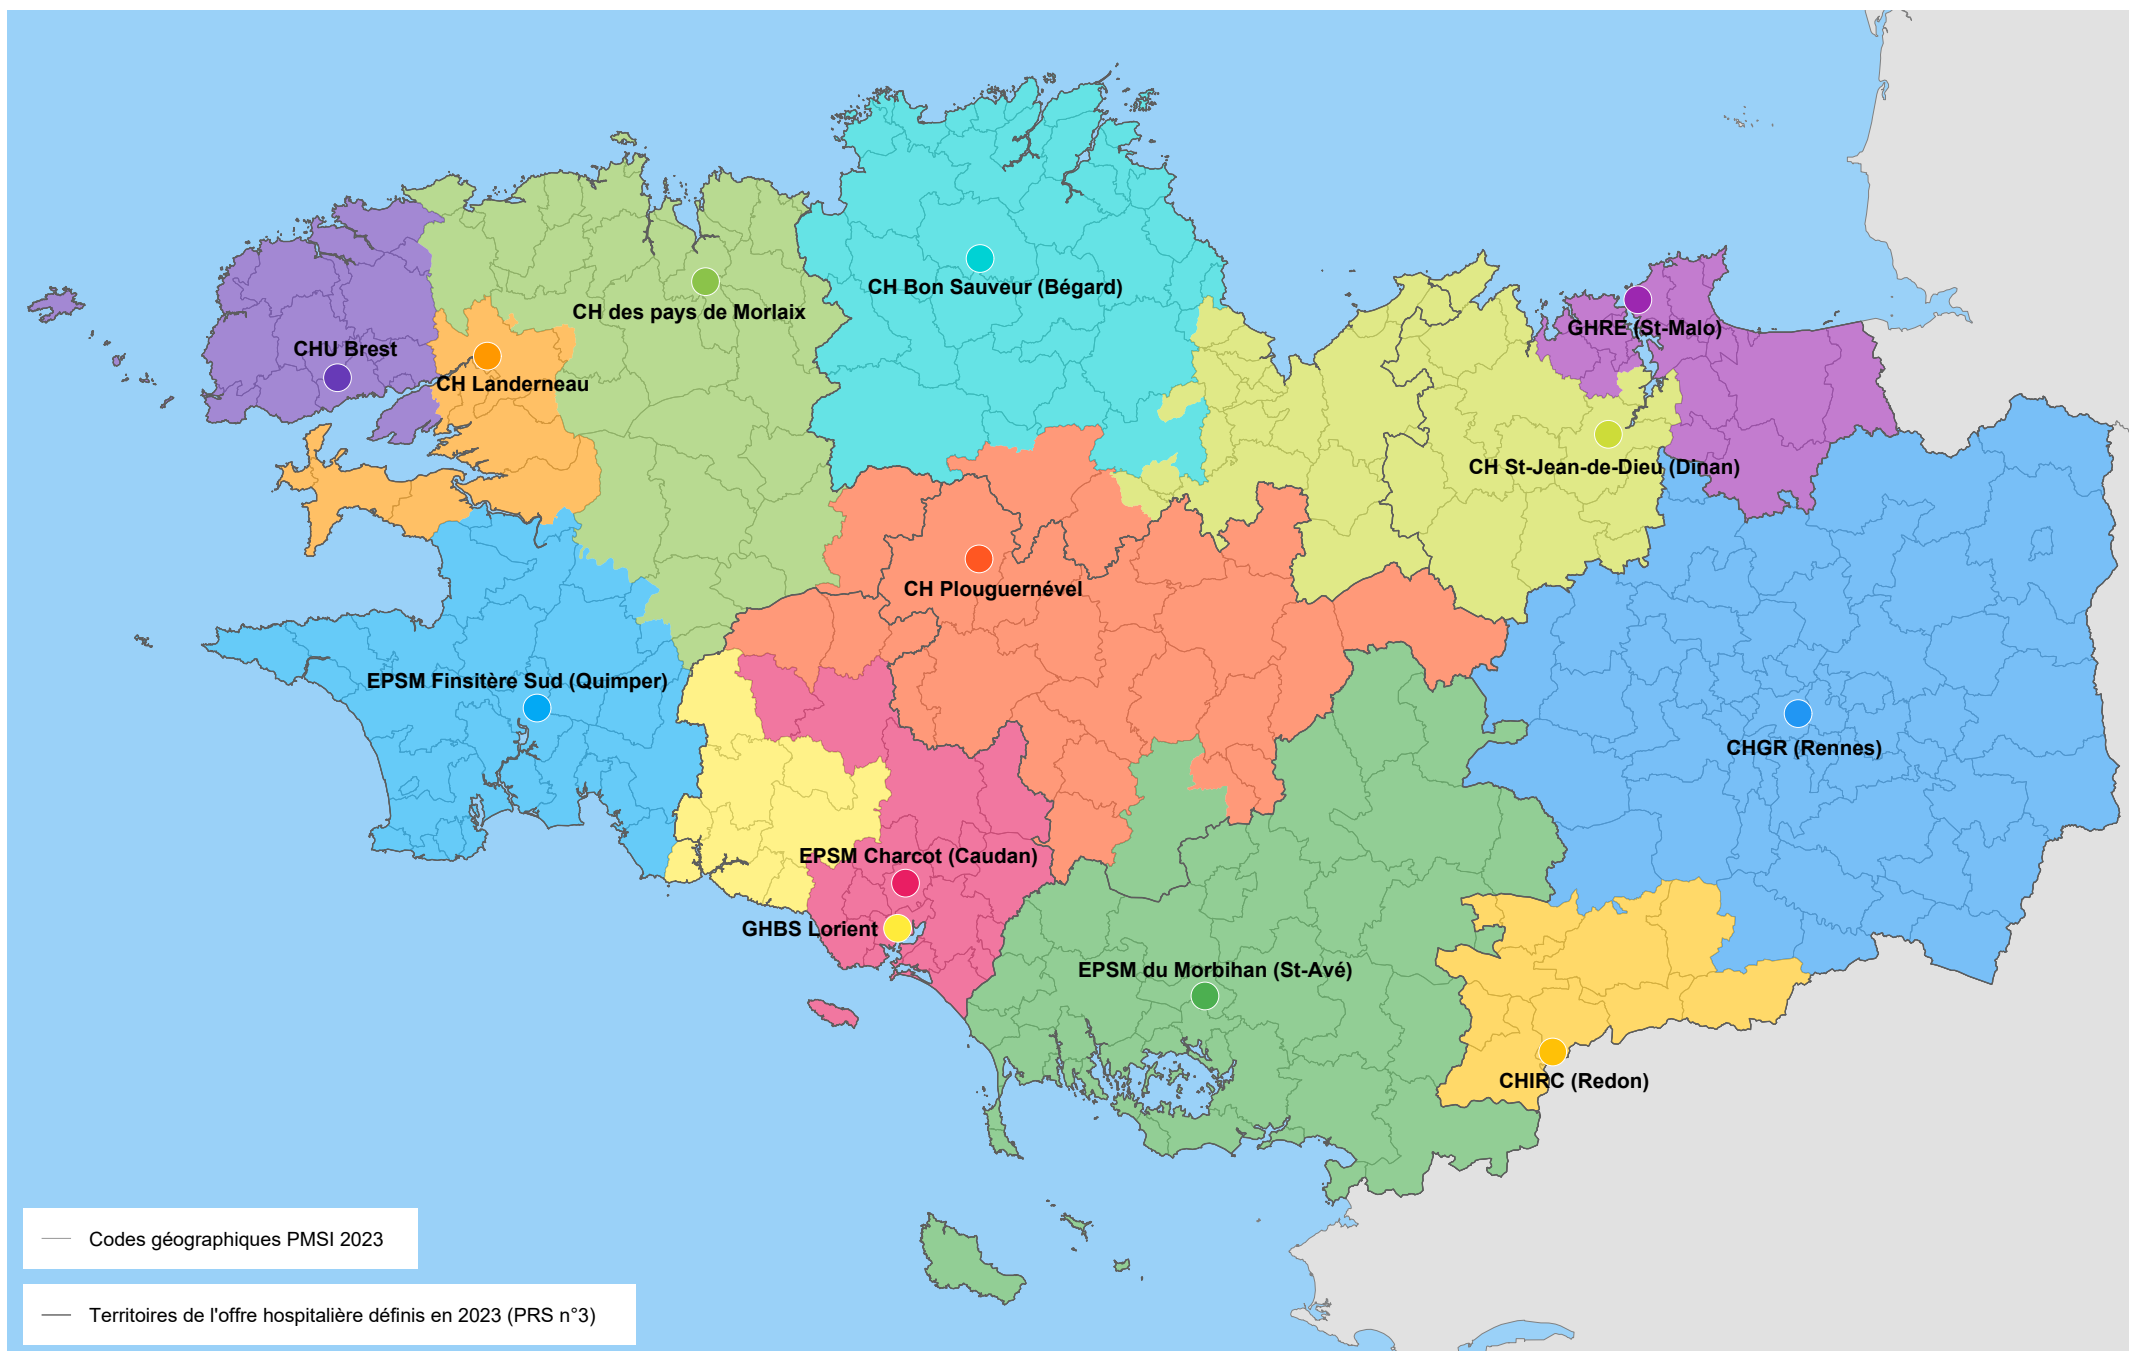 CH Bon Sauveur (Bégard)
CH des pays de Morlaix
GHRE (St-Malo)
CHU Brest
CH Landerneau
CH St-Jean-de-Dieu (Dinan)
CH Plouguernével
EPSM Finsitère Sud (Quimper)
CHGR (Rennes)
EPSM Charcot (Caudan)
GHBS Lorient
EPSM du Morbihan (St-Avé)
CHIRC (Redon)
Codes géographiques PMSI 2023
Territoires de l'offre hospitalière définis en 2023 (PRS n°3)